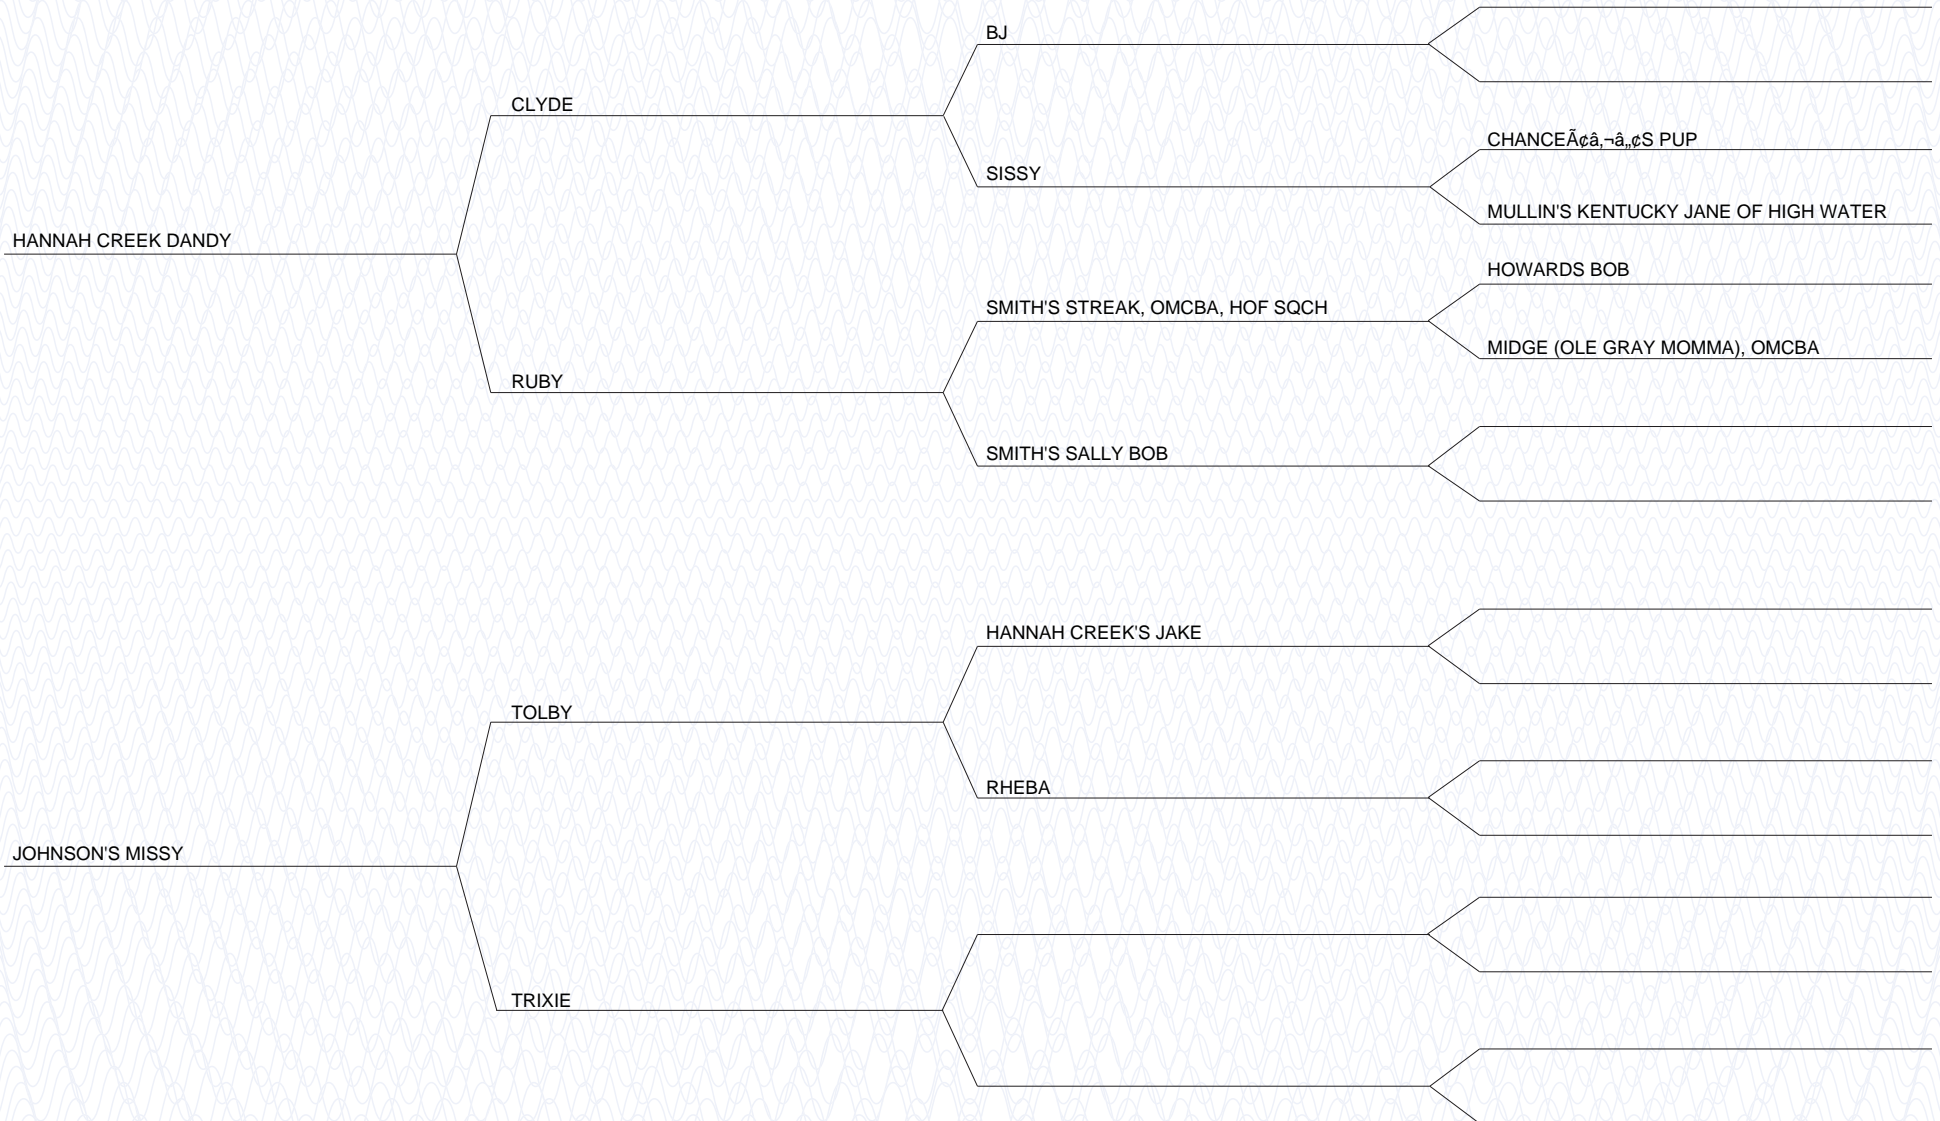 BJ
CLYDE
CHANCEÃ¢â‚¬â„¢S PUP
SISSY
MULLIN'S KENTUCKY JANE OF HIGH WATER
HANNAH CREEK DANDY
HOWARDS BOB
SMITH'S STREAK, OMCBA, HOF SQCH
MIDGE (OLE GRAY MOMMA), OMCBA
RUBY
SMITH'S SALLY BOB
HANNAH CREEK'S JAKE
TOLBY
RHEBA
JOHNSON'S MISSY
TRIXIE